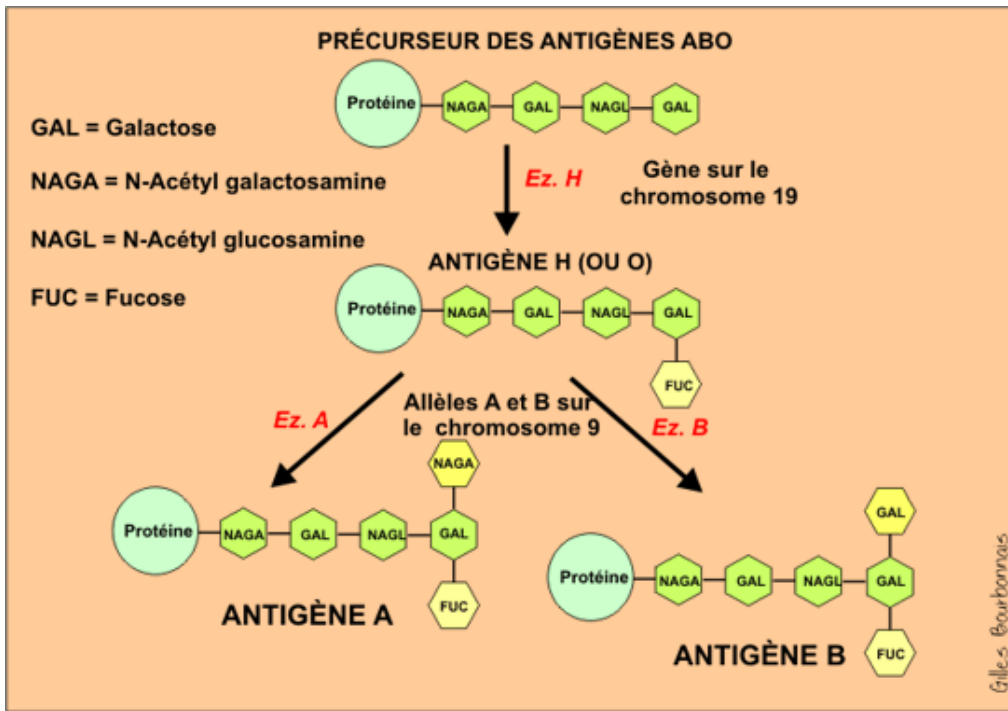 PRÉCURSEUR DES ANTIGÈNES ABO
Protéine
NAGA
GAL
NAGL
GAL
GAL = Galactose
NAGA = N-Acétyl galactosamine
NAGL = N-Acétyl glucosamine
FUC = Fucose
Ez. H
Gène sur le
chromosome 19
ANTIGÈNE H (OU O)
Protéine
NAGA
GAL
NAGL
GAL
FUC
Ez. A
Allèles A et B sur
le chromosome 9
Ez. B
Protéine
NAGA
GAL
NAGL
GAL
NAGA
FUC
ANTIGÈNE A
Protéine
NAGA
GAL
NAGL
GAL
GAL
FUC
ANTIGÈNE B
Gilles Bourbonnais